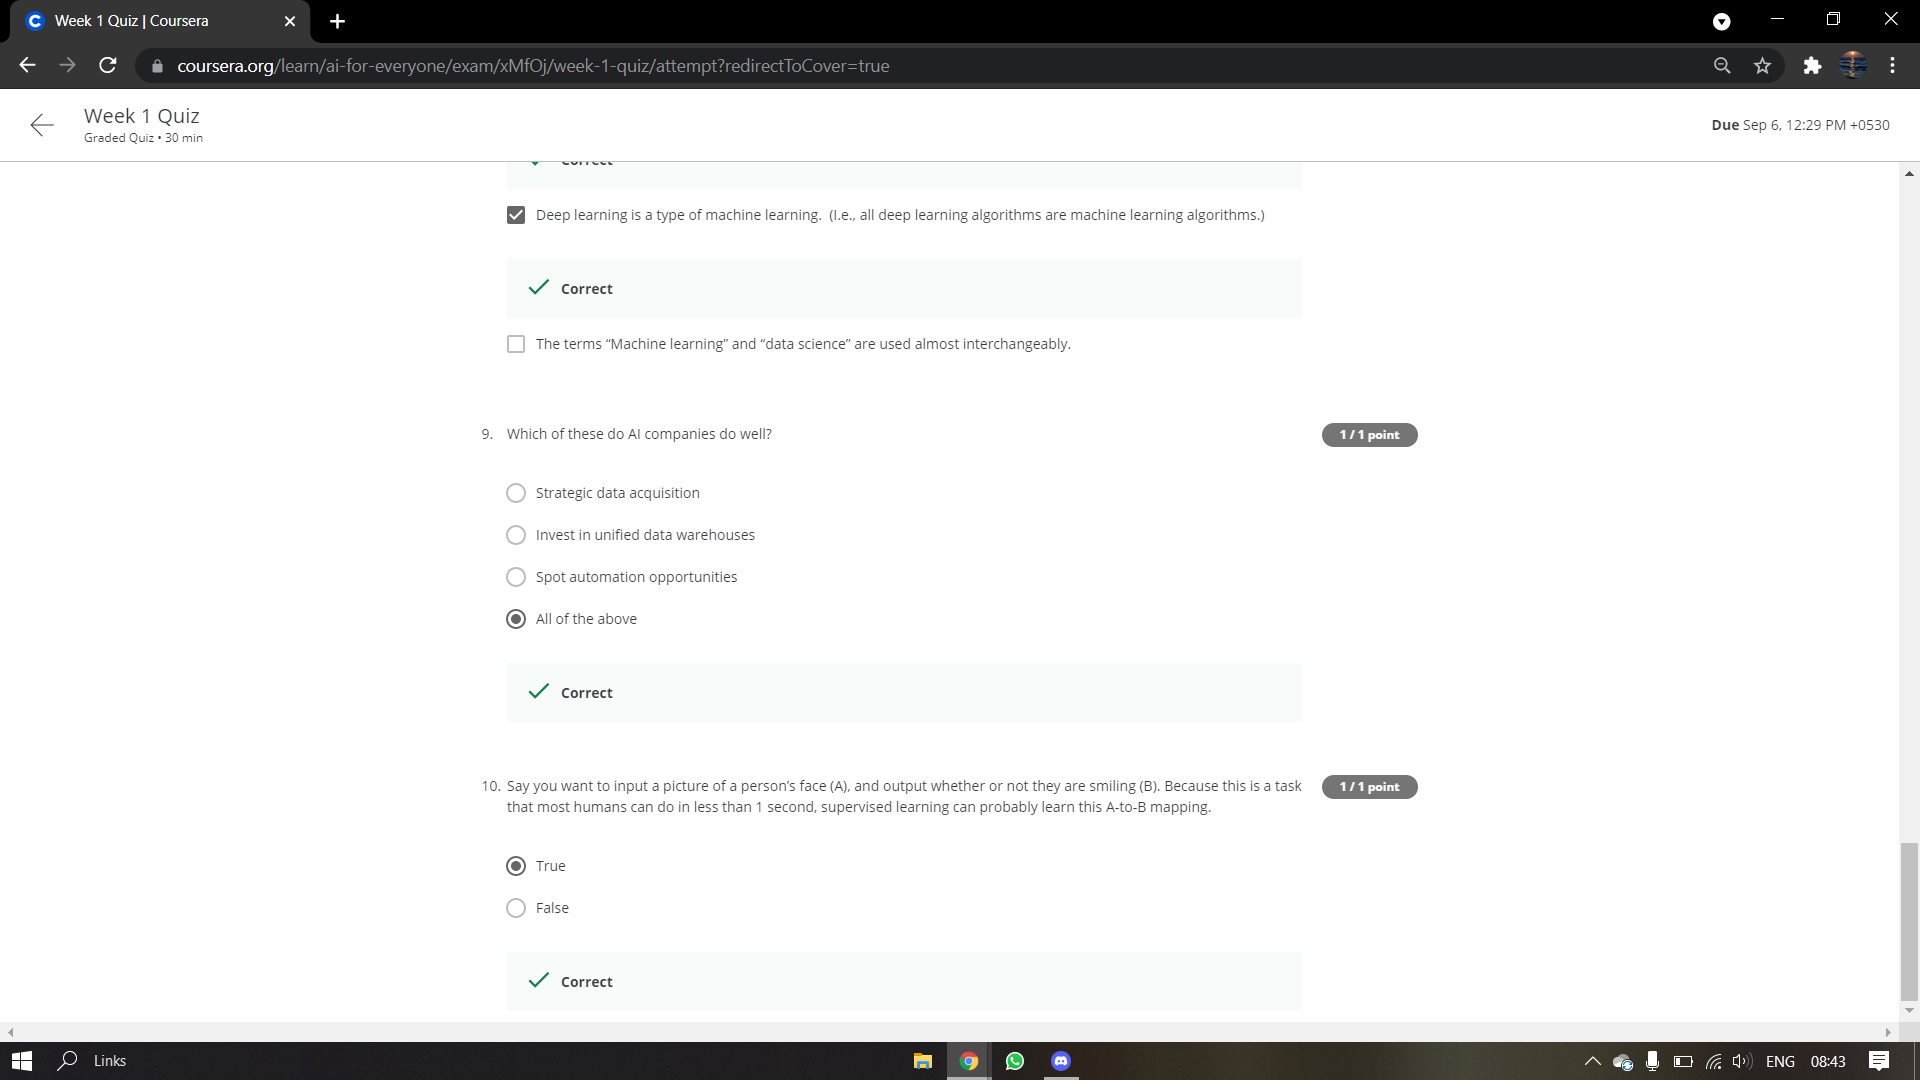 Week 1 Quiz | Coursera
coursera.org/learn/ai-for-everyone/exam/xMfOj/week-1-quiz/attempt?redirectToCover=true
Week 1 Quiz
Graded Quiz • 30 min
Due Sep 6, 12:29 PM +0530
Correct
Deep learning is a type of machine learning. (I.e., all deep learning algorithms are machine learning algorithms.)
Correct
The terms “Machine learning” and “data science” are used almost interchangeably.
9. Which of these do AI companies do well?
1 / 1 point
Strategic data acquisition
Invest in unified data warehouses
Spot automation opportunities
All of the above
Correct
10. Say you want to input a picture of a person’s face (A), and output whether or not they are smiling (B). Because this is a task
that most humans can do in less than 1 second, supervised learning can probably learn this A-to-B mapping.
1 / 1 point
True
False
Correct
Links
ENG
08:43